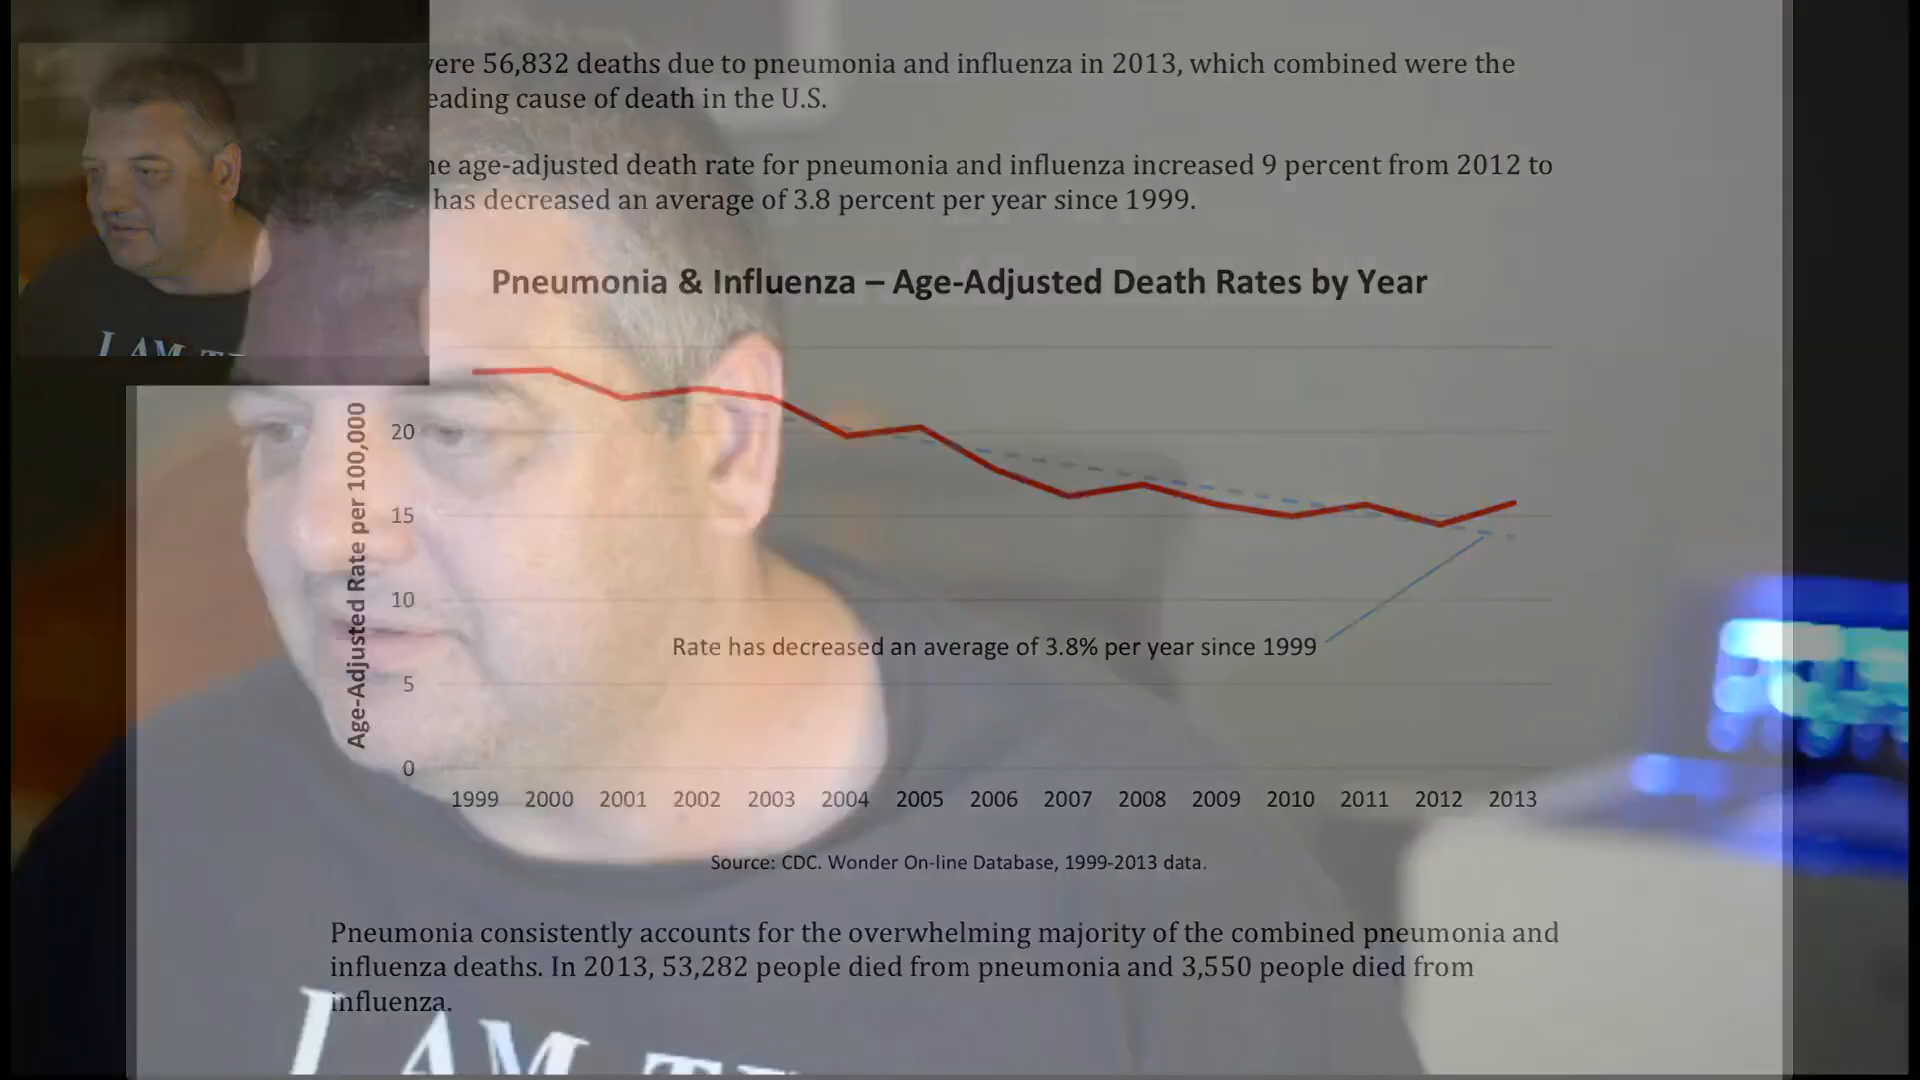 were 56,832 deaths due to pneumonia and influenza in 2013, which combined were the
eading cause of death in the U.S.
he age-adjusted death rate for pneumonia and influenza increased 9 percent from 2012 to
has decreased an average of 3.8 percent per year since 1999.
Pneumonia & Influenza – Age-Adjusted Death Rates by Year
Age-Adjusted Rate per 100,000
20
15
10
5
0
Rate has decreased an average of 3.8% per year since 1999
1999 2000 2001 2002 2003 2004 2005 2006 2007 2008 2009 2010 2011 2012 2013
Source: CDC. Wonder On-line Database, 1999-2013 data.
Pneumonia consistently accounts for the overwhelming majority of the combined pneumonia and
influenza deaths. In 2013, 53,282 people died from pneumonia and 3,550 people died from
influenza.
I AM
I AM